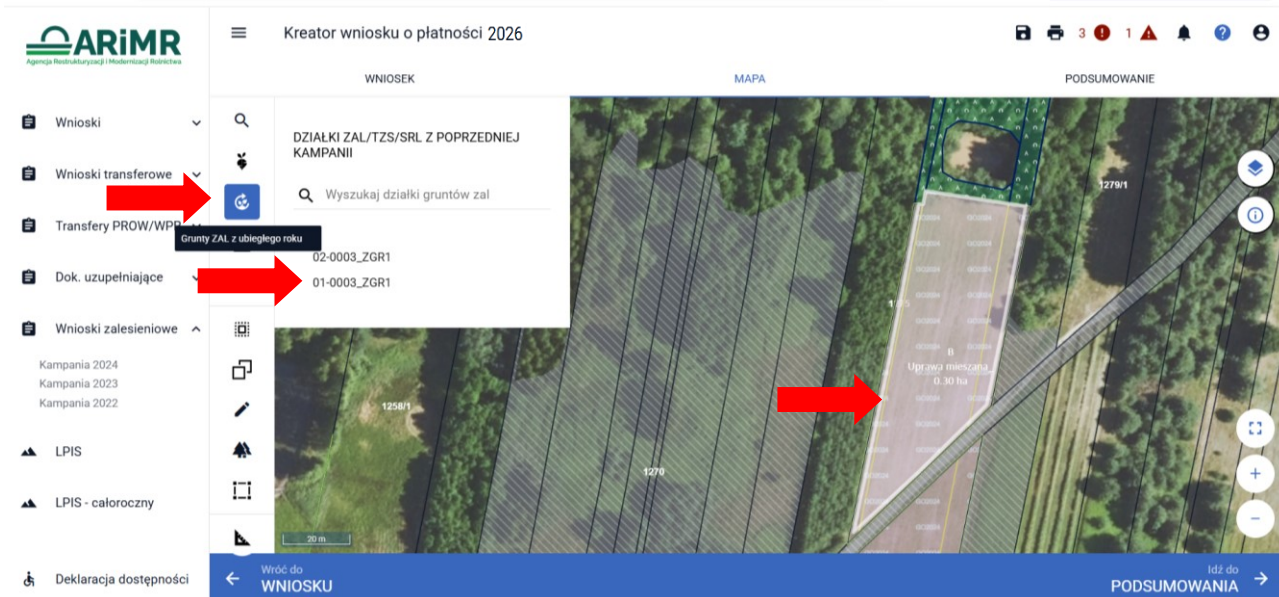 ARiMR
Agencja Restrukturyzacji i Modernizacji Rolnictwa
Kreator wniosku o płatności 2026
3
1
WNIOSEK
MAPA
PODSUMOWANIE
Wnioski
Wnioski transferowe
Transfery PROW/WPR
Dok. uzupełniające
Wnioski zalesieniowe
Kampania 2024
Kampania 2023
Kampania 2022
LPIS
LPIS - całoroczny
Deklaracja dostępności
Grunty ZAL z ubiegłego roku
DZIAŁKI ZAL/TZS/SRL Z POPRZEDNIEJ
KAMPANII
Wyszukaj działki gruntów zal
02-0003_ZGR1
01-0003_ZGR1
1279/1
B
Uprawa mieszana
0.30 ha
1258/1
1270
20 m
Wróć do
WNIOSKU
Idź do
PODSUMOWANIA